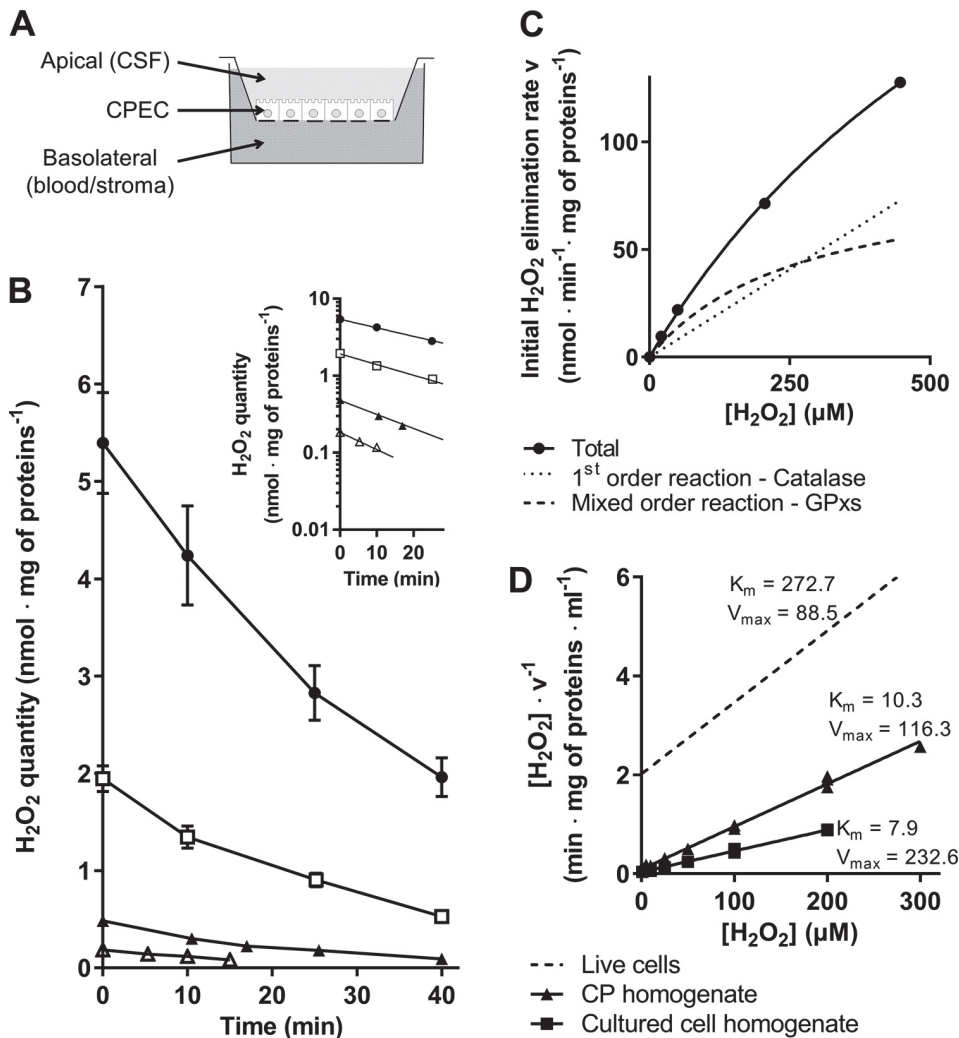 A
Apical (CSF)
CPEC
Basolateral
(blood/stroma)
B
H₂O₂ quantity (nmol · mg of proteins⁻¹)
7
6
5
4
3
2
1
0
0 10 20 30 40
Time (min)
H₂O₂ quantity
(nmol · mg of proteins⁻¹)
10
1
0.1
0.01
0 10 20
Time (min)
C
Initial H₂O₂ elimination rate v
(nmol · min⁻¹· mg of proteins⁻¹)
100
50
0
0 250 500
[H₂O₂] (µM)
Total
1ˢᵗ order reaction - Catalase
Mixed order reaction - GPxs
D
[H₂O₂] · v⁻¹
(min · mg of proteins · ml⁻¹)
6
4
2
0
Kₘ = 272.7
Vₘₐₓ = 88.5
Kₘ = 10.3
Vₘₐₓ = 116.3
Kₘ = 7.9
Vₘₐₓ = 232.6
0 100 200 300
[H₂O₂] (µM)
Live cells
CP homogenate
Cultured cell homogenate